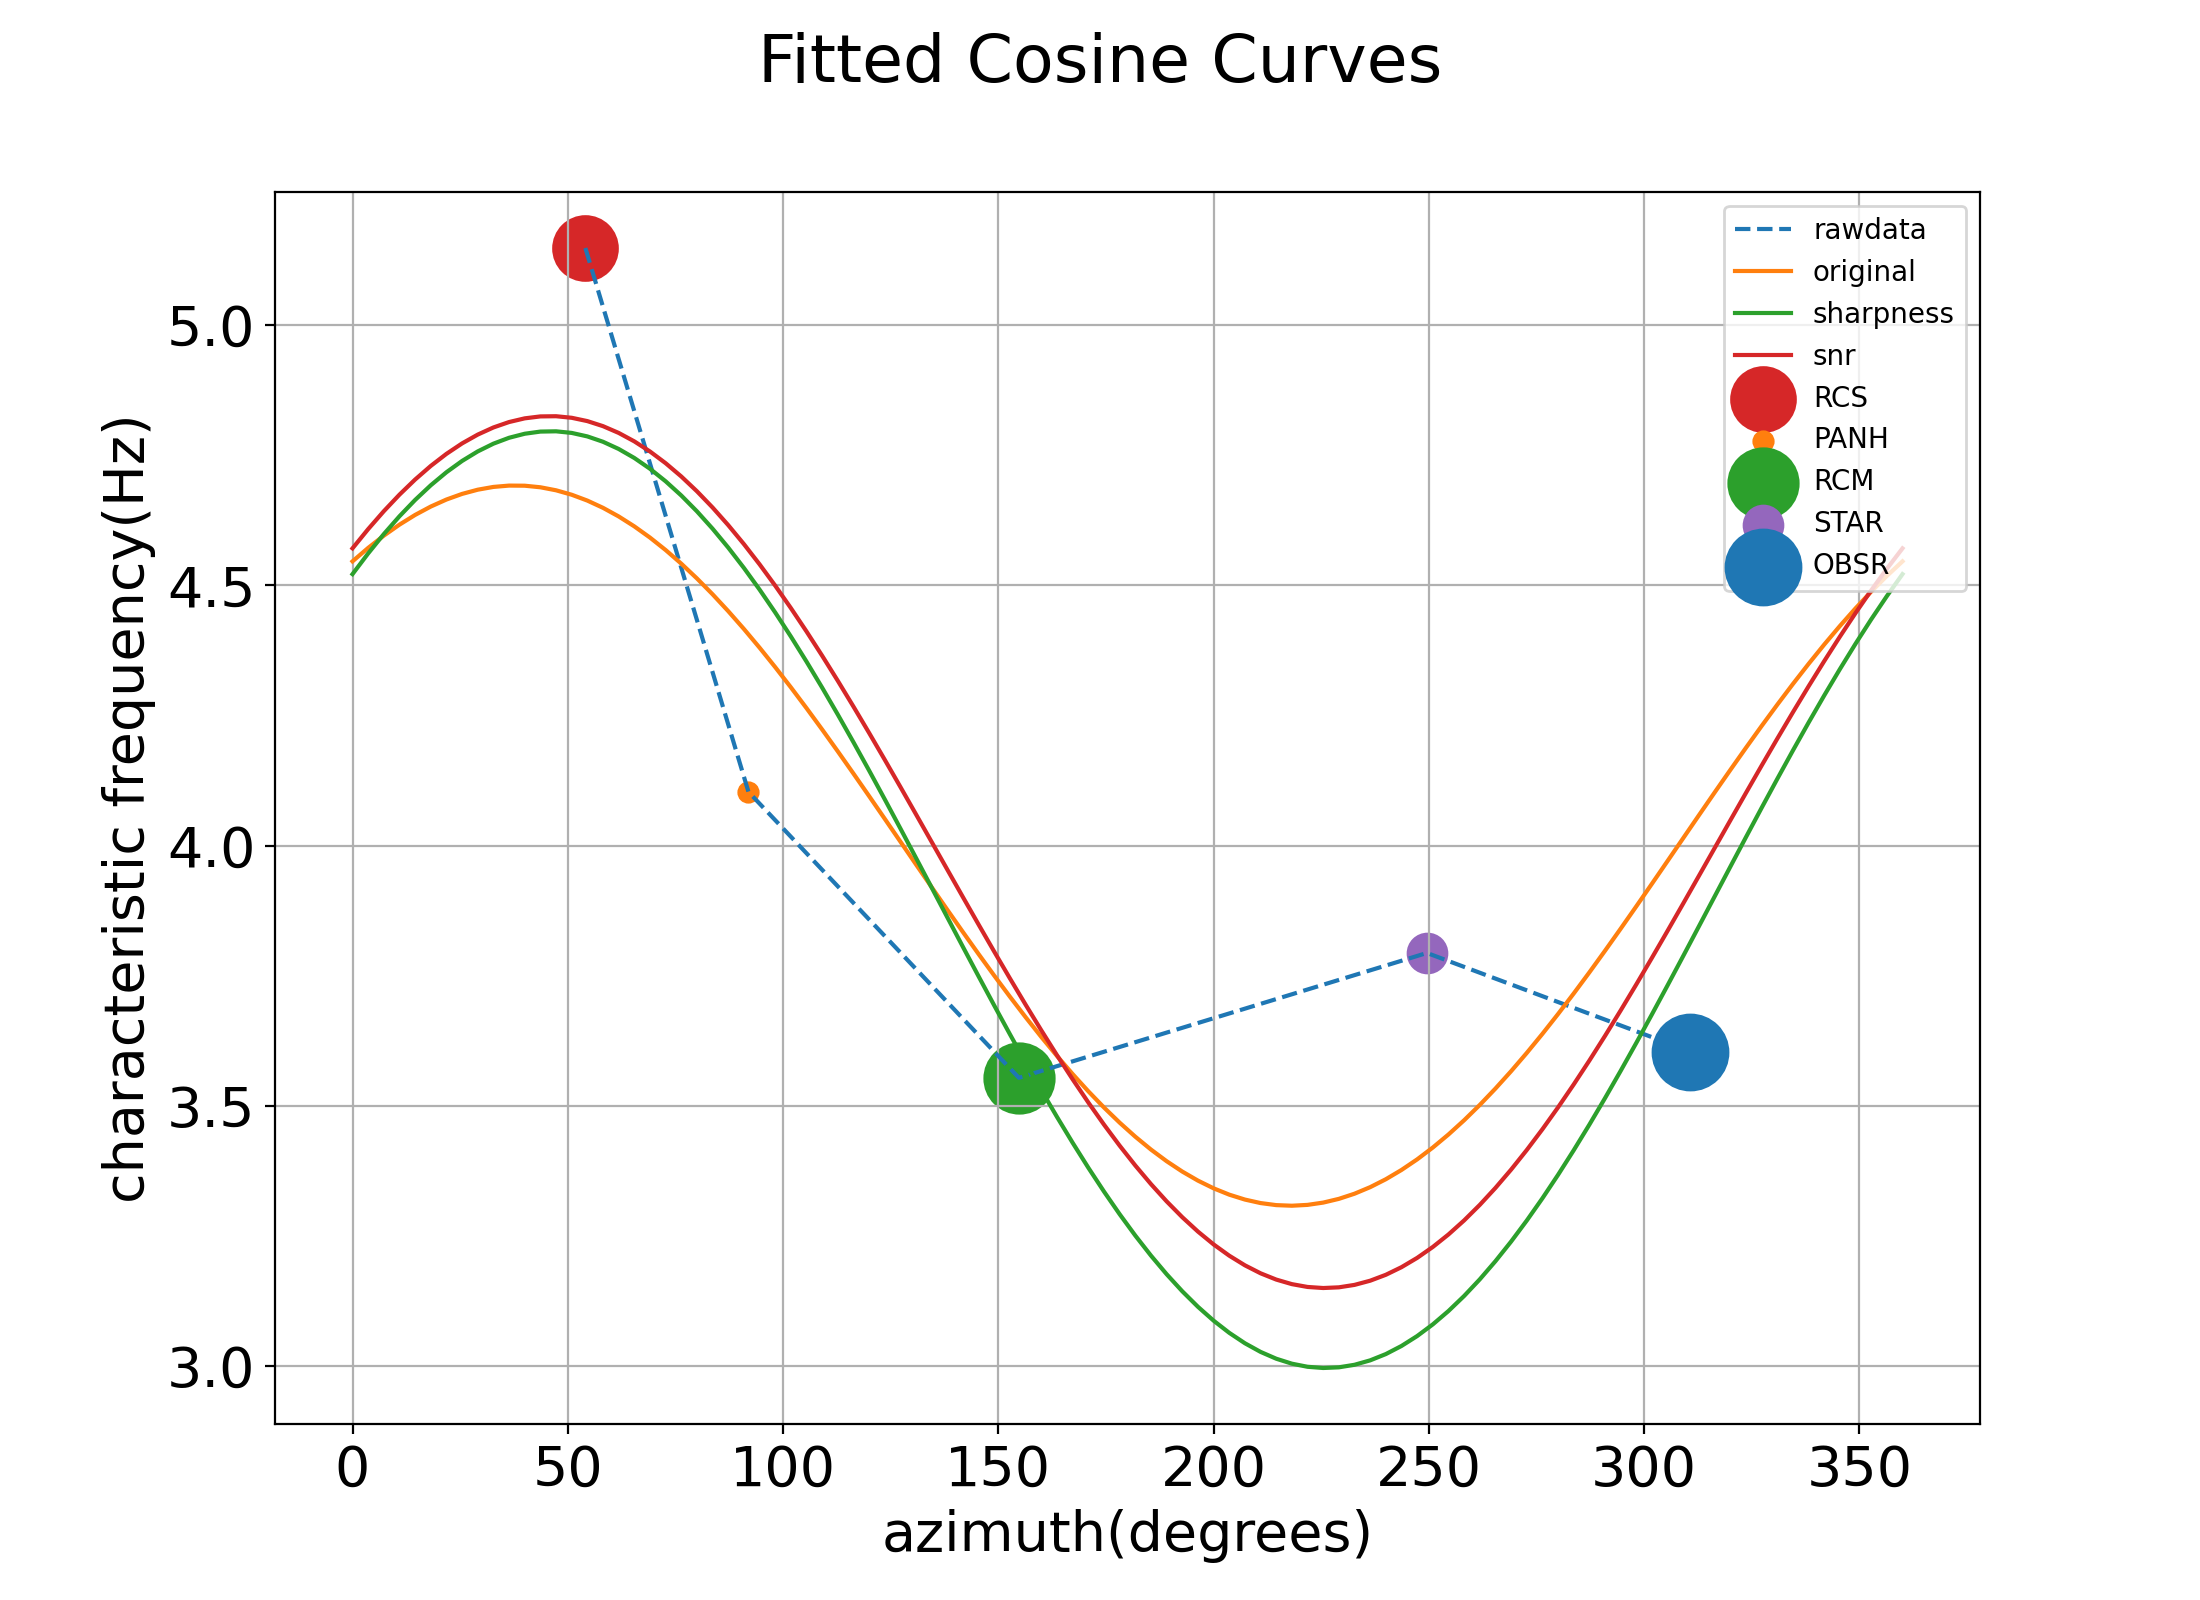 Fitted Cosine Curves
rawdata
original
sharpness
snr
RCS
PANH
RCM
STAR
OBSR
characteristic frequency(Hz)
5.0
4.5
4.0
3.5
3.0
0 50 100 150 200 250 300 350
azimuth(degrees)